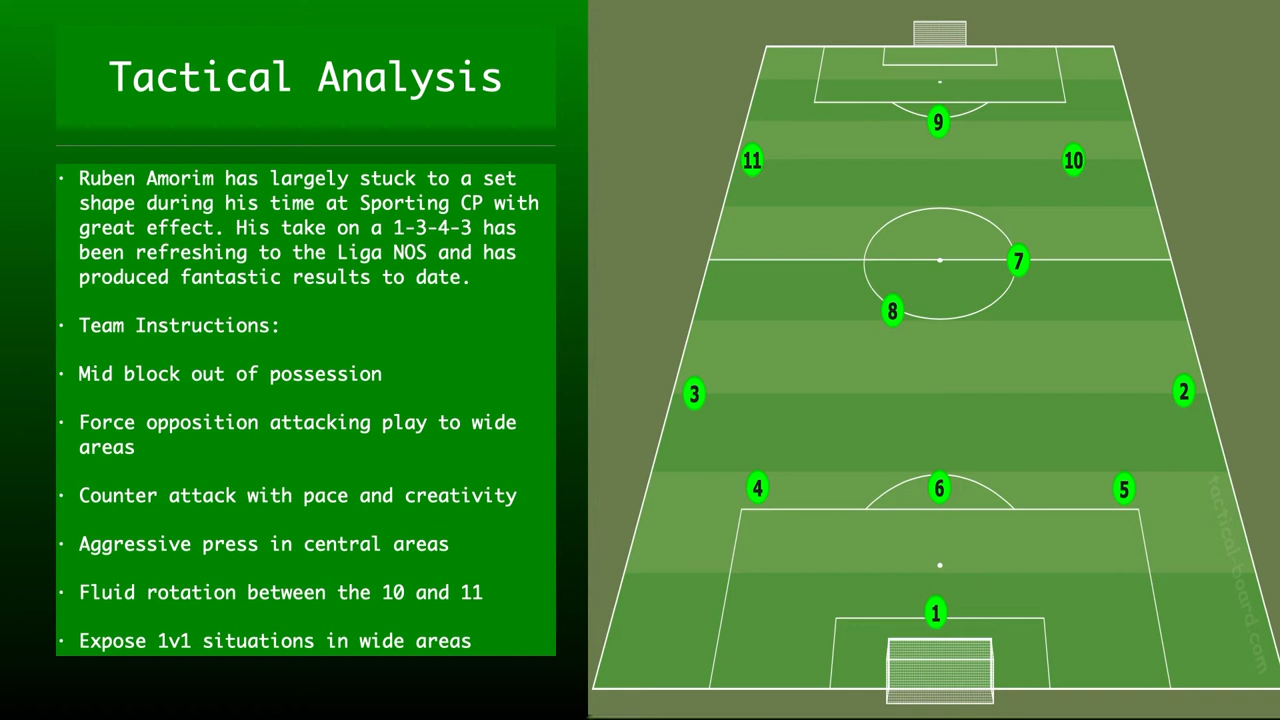 Tactical Analysis
· Ruben Amorim has largely stuck to a set
shape during his time at Sporting CP with
great effect. His take on a 1-3-4-3 has
been refreshing to the Liga NOS and has
produced fantastic results to date.
· Team Instructions:
· Mid block out of possession
· Force opposition attacking play to wide
areas
· Counter attack with pace and creativity
· Aggressive press in central areas
· Fluid rotation between the 10 and 11
· Expose 1v1 situations in wide areas
9
11
10
7
8
3
2
4
6
5
1
tactical-board.com